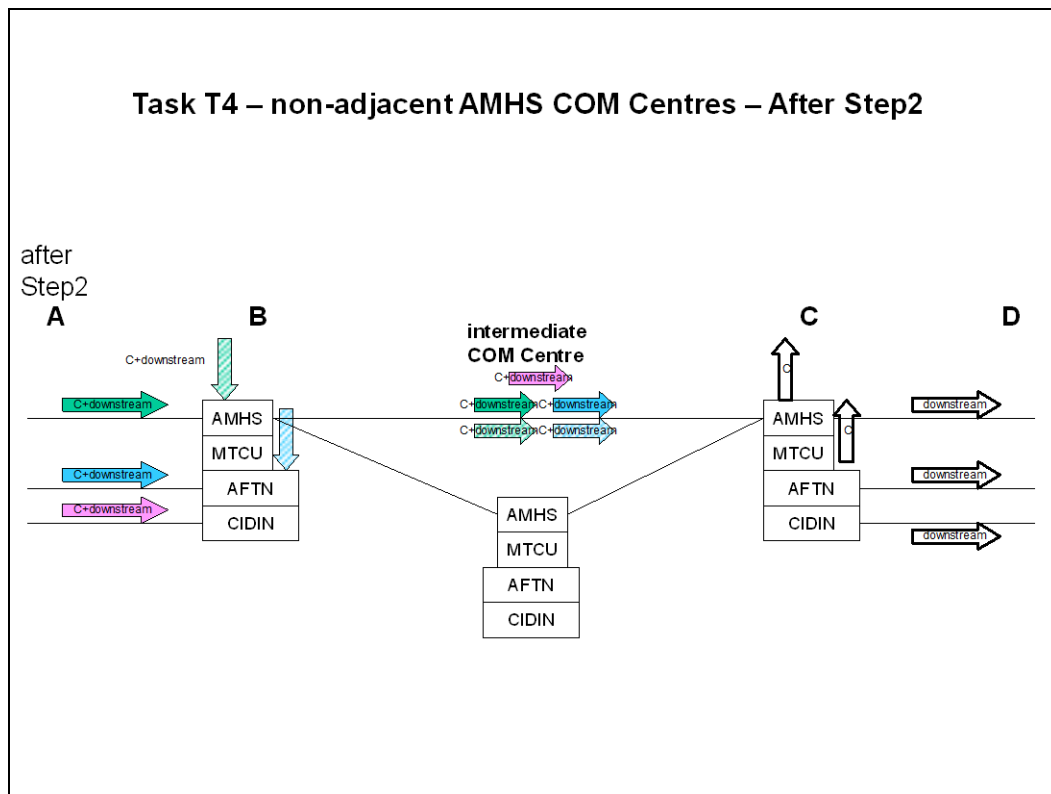 Task T4 – non-adjacent AMHS COM Centres – After Step2
after
Step2
A
B
intermediate
COM Centre
C
D
C+downstream
C+downstream
C+downstream
C+downstream
C+downstream
C+downstream
C+downstream
C+downstream
C+downstream
C
C
downstream
downstream
downstream
AMHS
MTCU
AFTN
CIDIN
AMHS
MTCU
AFTN
CIDIN
AMHS
MTCU
AFTN
CIDIN